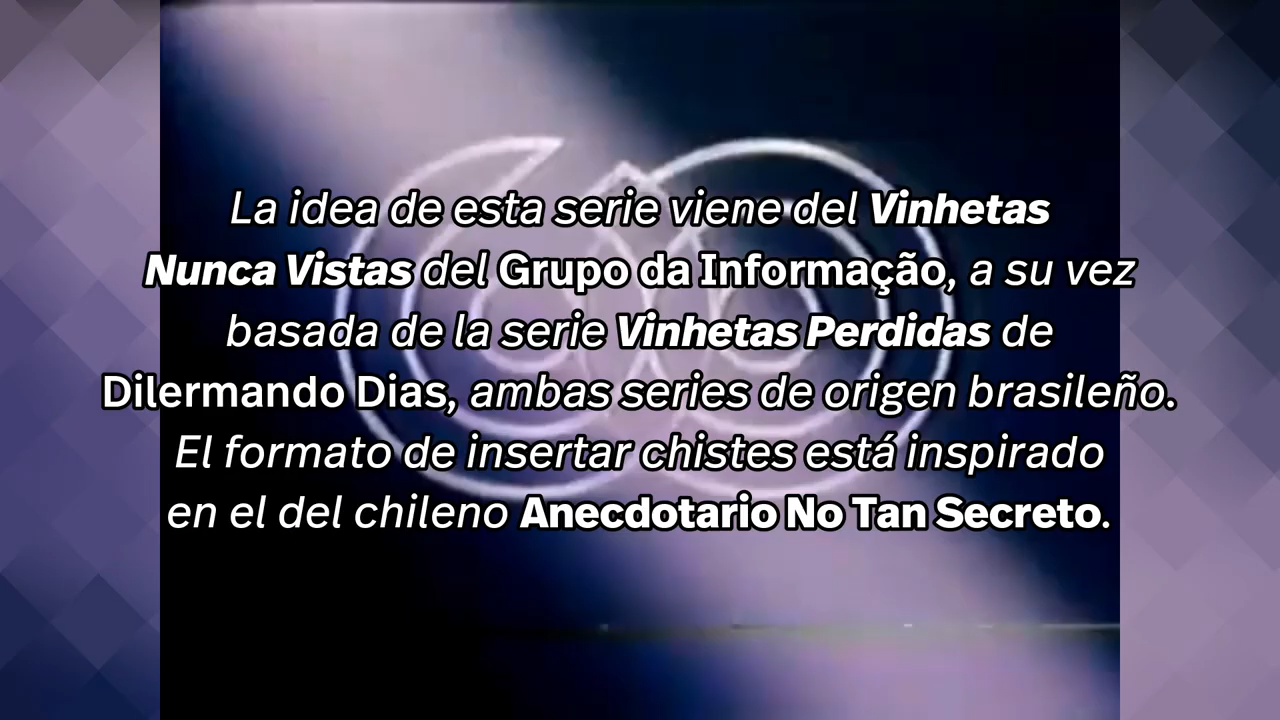 La idea de esta serie viene del Vinhetas
Nunca Vistas del Grupo da Informação, a su vez
basada de la serie Vinhetas Perdidas de
Dilermando Dias, ambas series de origen brasileño.
El formato de insertar chistes está inspirado
en el del chileno Anecdotario No Tan Secreto.